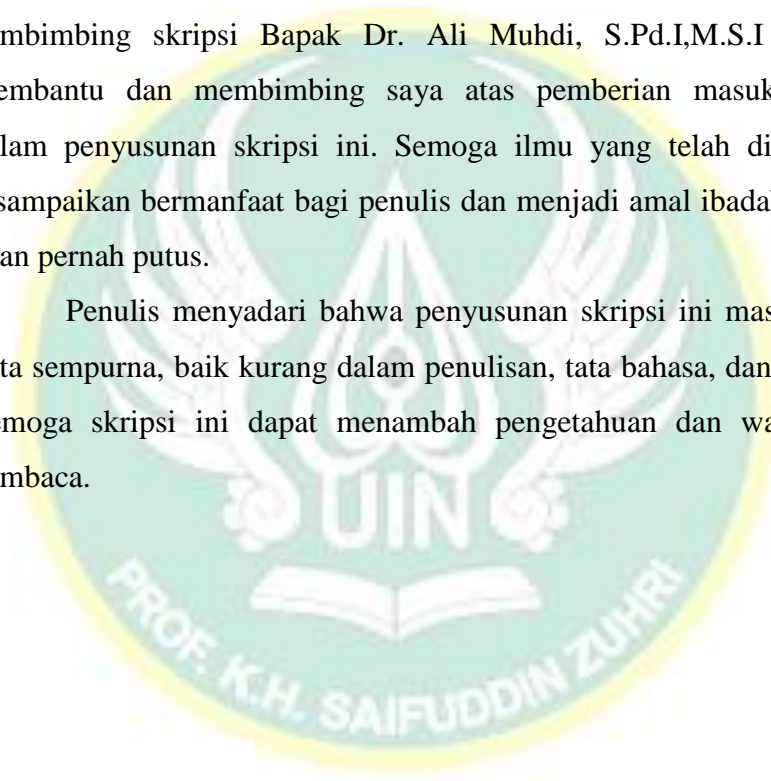 mbimbing skripsi Bapak Dr. Ali Muhdi, S.Pd.I,M.S.I
embantu dan membimbing saya atas pemberian masuk
lam penyusunan skripsi ini. Semoga ilmu yang telah di
sampaikan bermanfaat bagi penulis dan menjadi amal ibadah
an pernah putus.
Penulis menyadari bahwa penyusunan skripsi ini mas
ta sempurna, baik kurang dalam penulisan, tata bahasa, dan
emoga skripsi ini dapat menambah pengetahuan dan wa
mbaca.
UIN
PROF. K.H. SAIFUDDIN ZUHRI